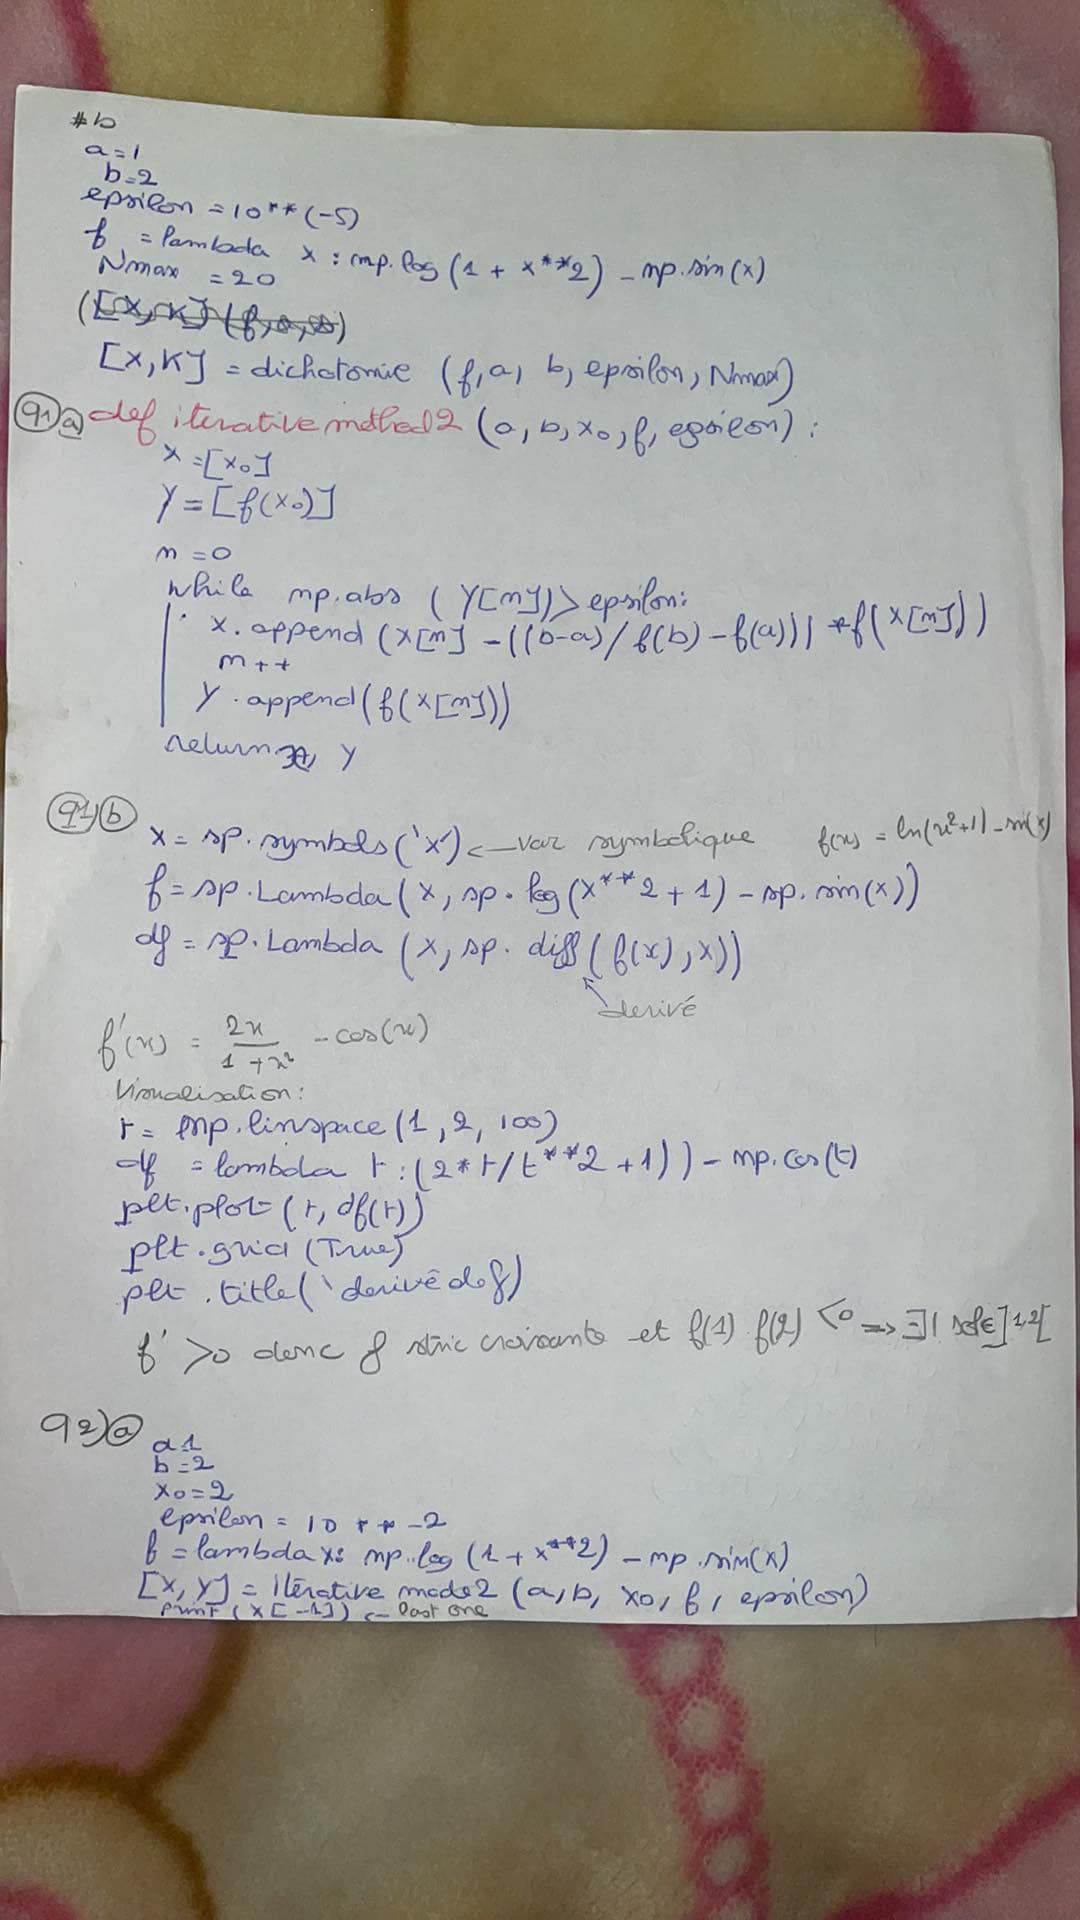 #b
a=1
b=2
epsilon = 10**(-5)
f = lambda x : np.log(1 + x**2) - np.sin(x)
Nmax = 20
[X,K] = dichotomie (f, a, b, epsilon, Nmax)
Q1)a) def iterative method 2 (a, b, x0, f, epsilon) :
X = [x0]
Y = [f(x0)]
n = 0
while np.abs (Y[n]) > epsilon:
X.append (X[n] - ((b-a)/ f(b) - f(a))) * f(X[n]))
n++
Y.append(f(X[n]))
return X, Y
Q1)b) x = sp.symbols('x') <— var symbolique f(x) = ln(x²+1) - sin(x)
f = sp.Lambda(x, sp.log(x**2+1) - sp.sin(x))
df = sp.Lambda (x, sp.diff(f(x),x))
derivé
f'(x) = 2x/(1+x²) - cos(x)
Visualisation:
t = np.linspace(1, 2, 100)
df = lambda t : (2*t/t**2+1)) - np.cos(t)
plt.plot(t, df(t))
plt.grid (True)
plt.title('derivé de f)
f' >0 donc f stric croissante et f(1) f(2) <0 => ∃! sol∈]1,2[
Q2)a) a=1
b=2
x0=2
epsilon = 10**-2
f = lambda x: np.log(1+x**2) - np.sin(x)
[X,Y] = Iterative mode2 (a, b, x0, f, epsilon)
print (X[-1]) <— last one